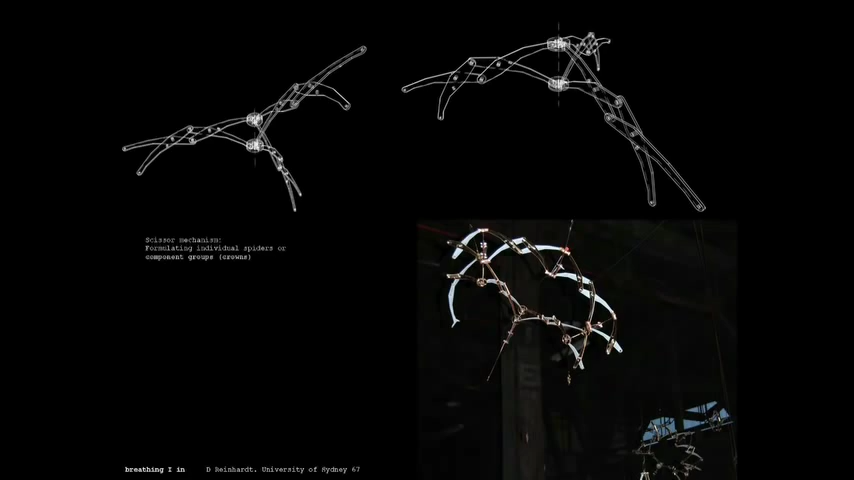 Scissor mechanism:
Formulating individual spiders or
component groups (crowns)
breathing I in D Reinhardt. University of Sydney 67